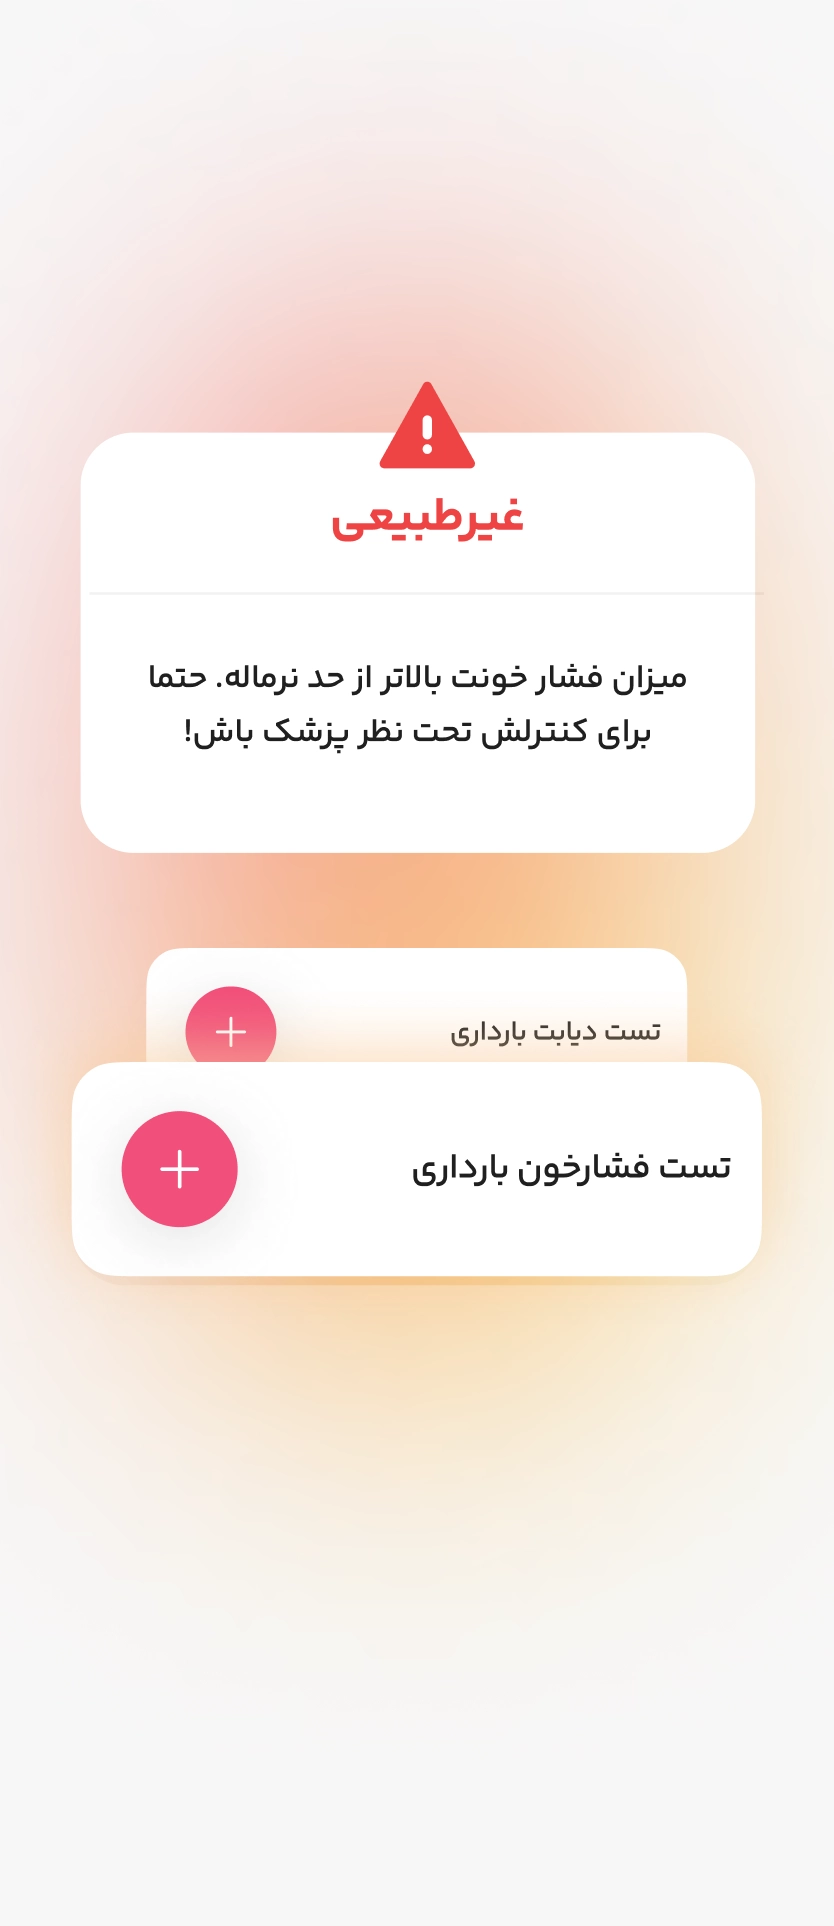 غیرطبیعی
میزان فشار خونت بالاتر از حد نرماله. حتما
برای کنترلش تحت نظر پزشک باش!
تست دیابت بارداری
تست فشارخون بارداری